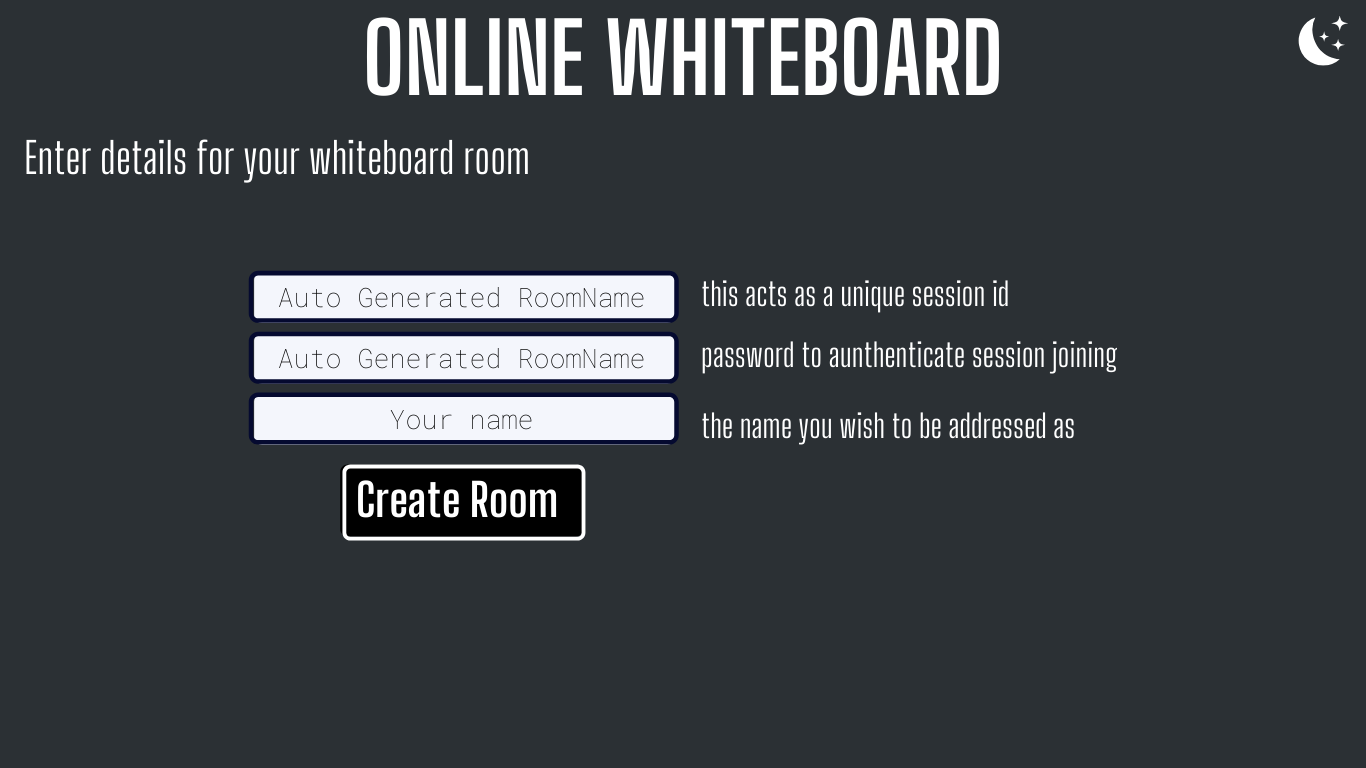 ONLINE WHITEBOARD
Enter details for your whiteboard room
Auto Generated RoomName
this acts as a unique session id
Auto Generated RoomName
password to aunthenticate session joining
Your name
the name you wish to be addressed as
Create Room